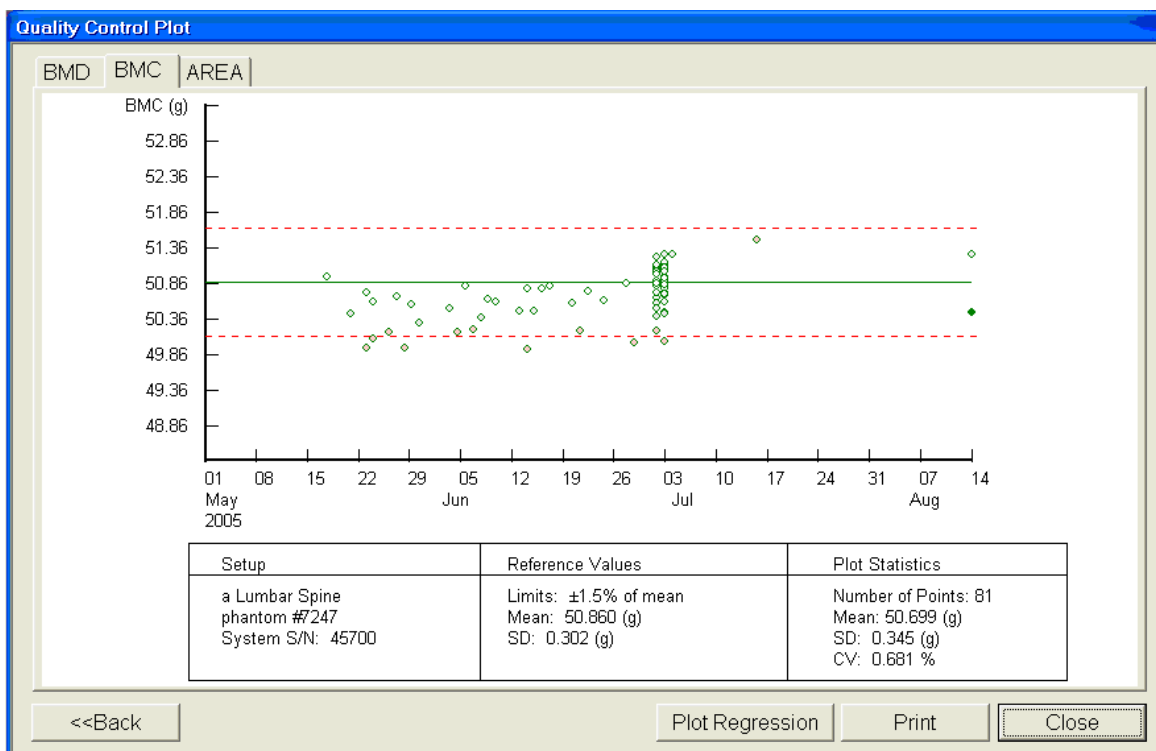 Quality Control Plot
BMD BMC AREA
BMC (g)
52.86
52.36
51.86
51.36
50.86
50.36
49.86
49.36
48.86
01 08 15 22 29 05 12 19 26 03 10 17 24 31 07 14
May Jun Jul Aug
2005
Setup Reference Values Plot Statistics
a Lumbar Spine Limits: ±1.5% of mean Number of Points: 81
phantom #7247 Mean: 50.860 (g) Mean: 50.699 (g)
System S/N: 45700 SD: 0.302 (g) SD: 0.345 (g)
CV: 0.681 %
<<Back Plot Regression Print Close